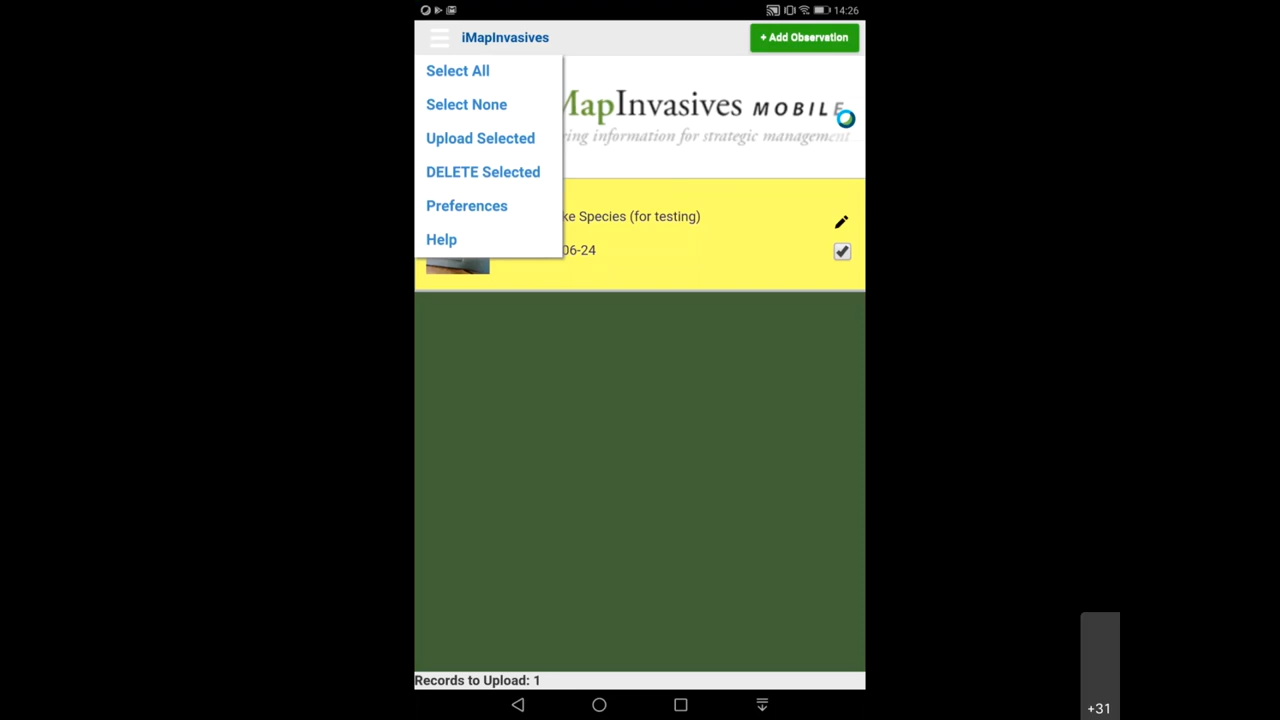 14:26
iMapInvasives
+ Add Observation
Select All
Select None
Upload Selected
DELETE Selected
Preferences
Help
MapInvasives MOBILE
ing information for strategic management
ke Species (for testing)
06-24
Records to Upload: 1
+31